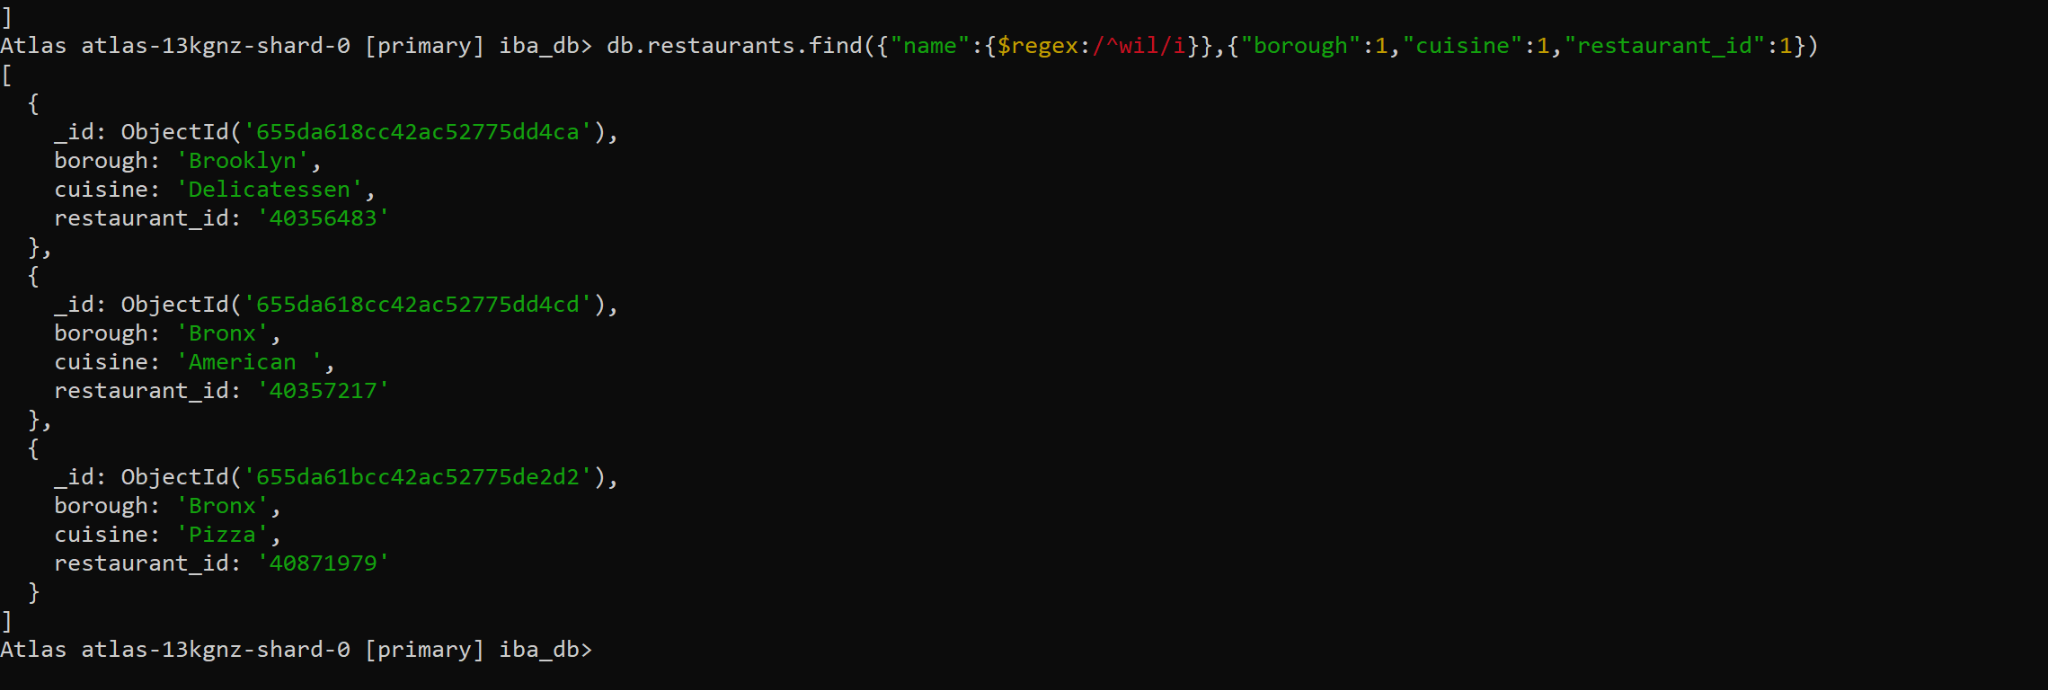 ]
Atlas atlas-13kgnz-shard-0 [primary] iba_db> db.restaurants.find({"name":{$regex:/^wil/i}},{"borough":1,"cuisine":1,"restaurant_id":1})
[
  {
    _id: ObjectId('655da618cc42ac52775dd4ca'),
    borough: 'Brooklyn',
    cuisine: 'Delicatessen',
    restaurant_id: '40356483'
  },
  {
    _id: ObjectId('655da618cc42ac52775dd4cd'),
    borough: 'Bronx',
    cuisine: 'American ',
    restaurant_id: '40357217'
  },
  {
    _id: ObjectId('655da61bcc42ac52775de2d2'),
    borough: 'Bronx',
    cuisine: 'Pizza',
    restaurant_id: '40871979'
  }
]
Atlas atlas-13kgnz-shard-0 [primary] iba_db>